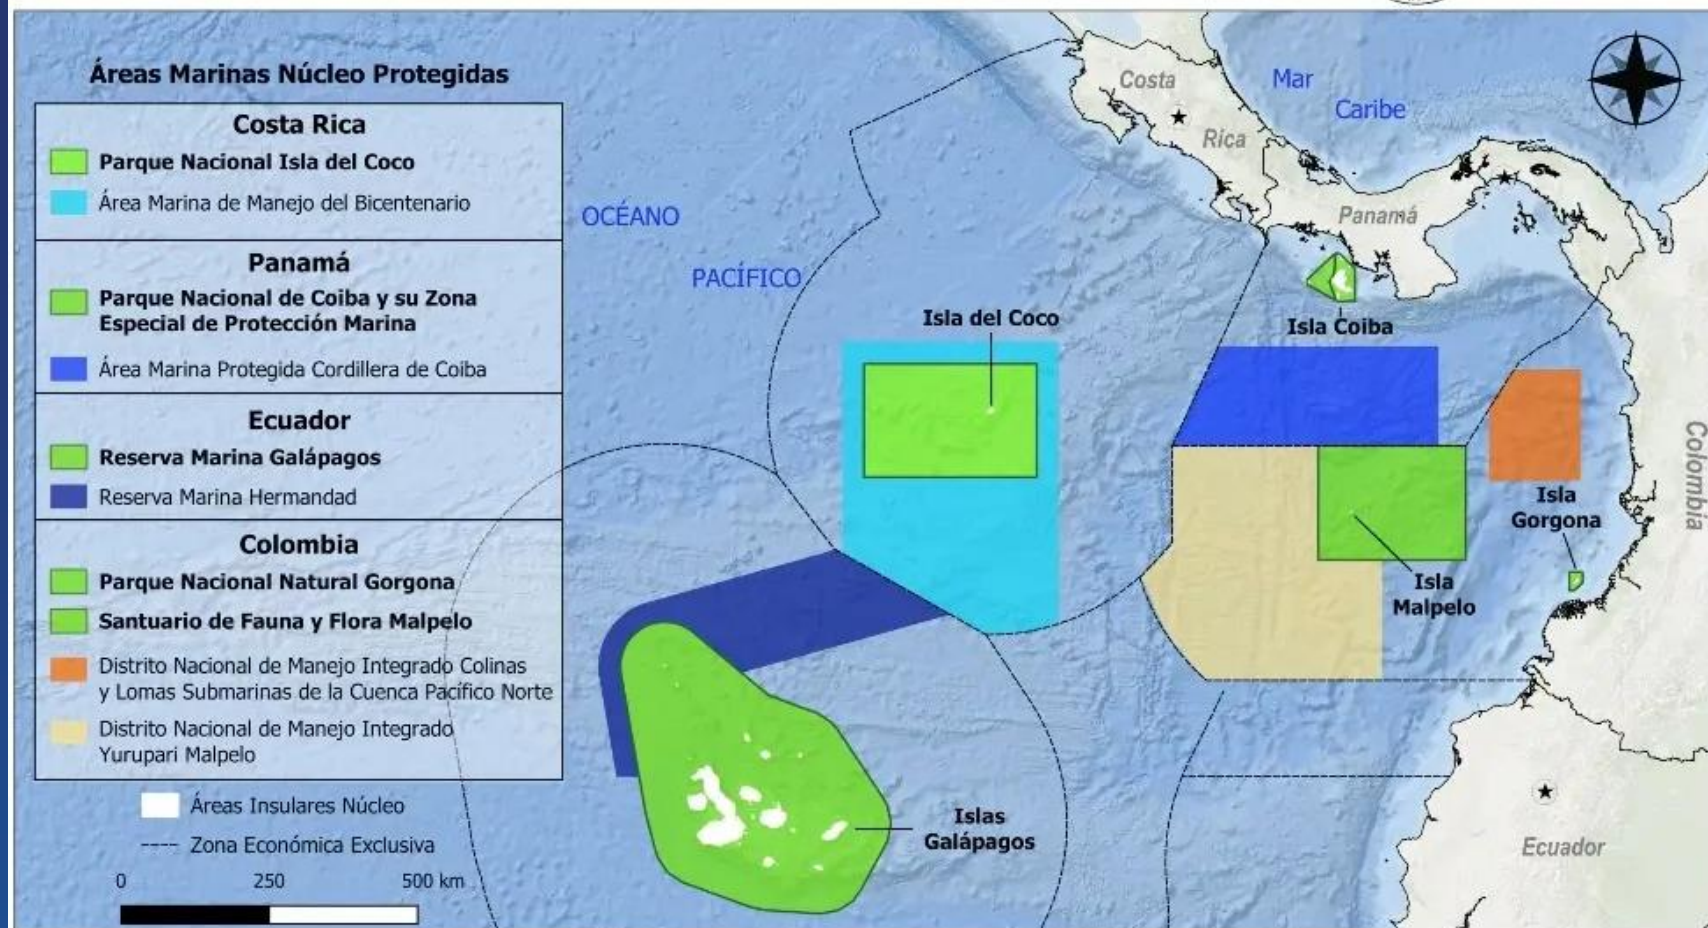 Áreas Marinas Núcleo Protegidas
Costa Rica
Parque Nacional Isla del Coco
Área Marina de Manejo del Bicentenario
Panamá
Parque Nacional de Coiba y su Zona
Especial de Protección Marina
Área Marina Protegida Cordillera de Coiba
Ecuador
Reserva Marina Galápagos
Reserva Marina Hermandad
Colombia
Parque Nacional Natural Gorgona
Santuario de Fauna y Flora Malpelo
Distrito Nacional de Manejo Integrado Colinas
y Lomas Submarinas de la Cuenca Pacífico Norte
Distrito Nacional de Manejo Integrado
Yurupari Malpelo
Áreas Insulares Núcleo
Zona Económica Exclusiva
0 250 500 km
OCÉANO
PACÍFICO
Costa
Rica
Mar
Caribe
Panamá
Isla del Coco
Isla Coiba
Isla
Gorgona
Isla
Malpelo
Colombia
Islas
Galápagos
Ecuador